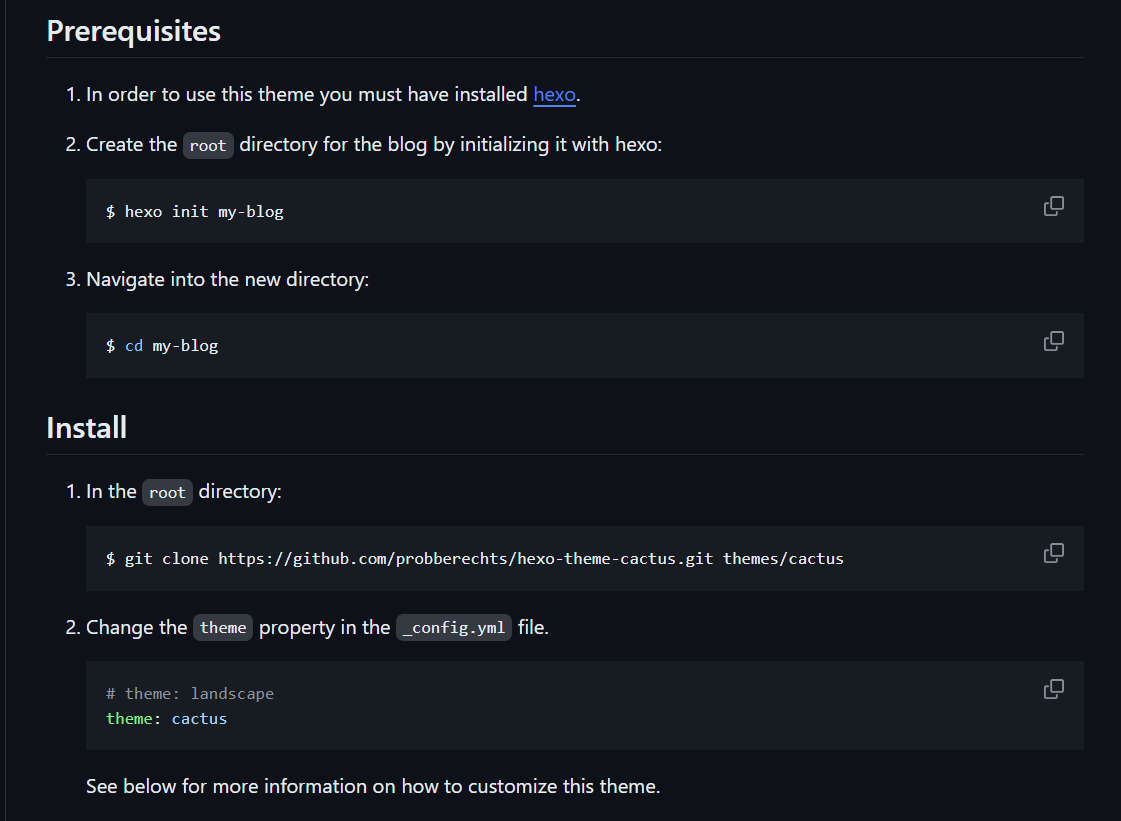 Prerequisites
1. In order to use this theme you must have installed hexo.
2. Create the root directory for the blog by initializing it with hexo:
$ hexo init my-blog
3. Navigate into the new directory:
$ cd my-blog
Install
1. In the root directory:
$ git clone https://github.com/probberechts/hexo-theme-cactus.git themes/cactus
2. Change the theme property in the _config.yml file.
# theme: landscape
theme: cactus
See below for more information on how to customize this theme.